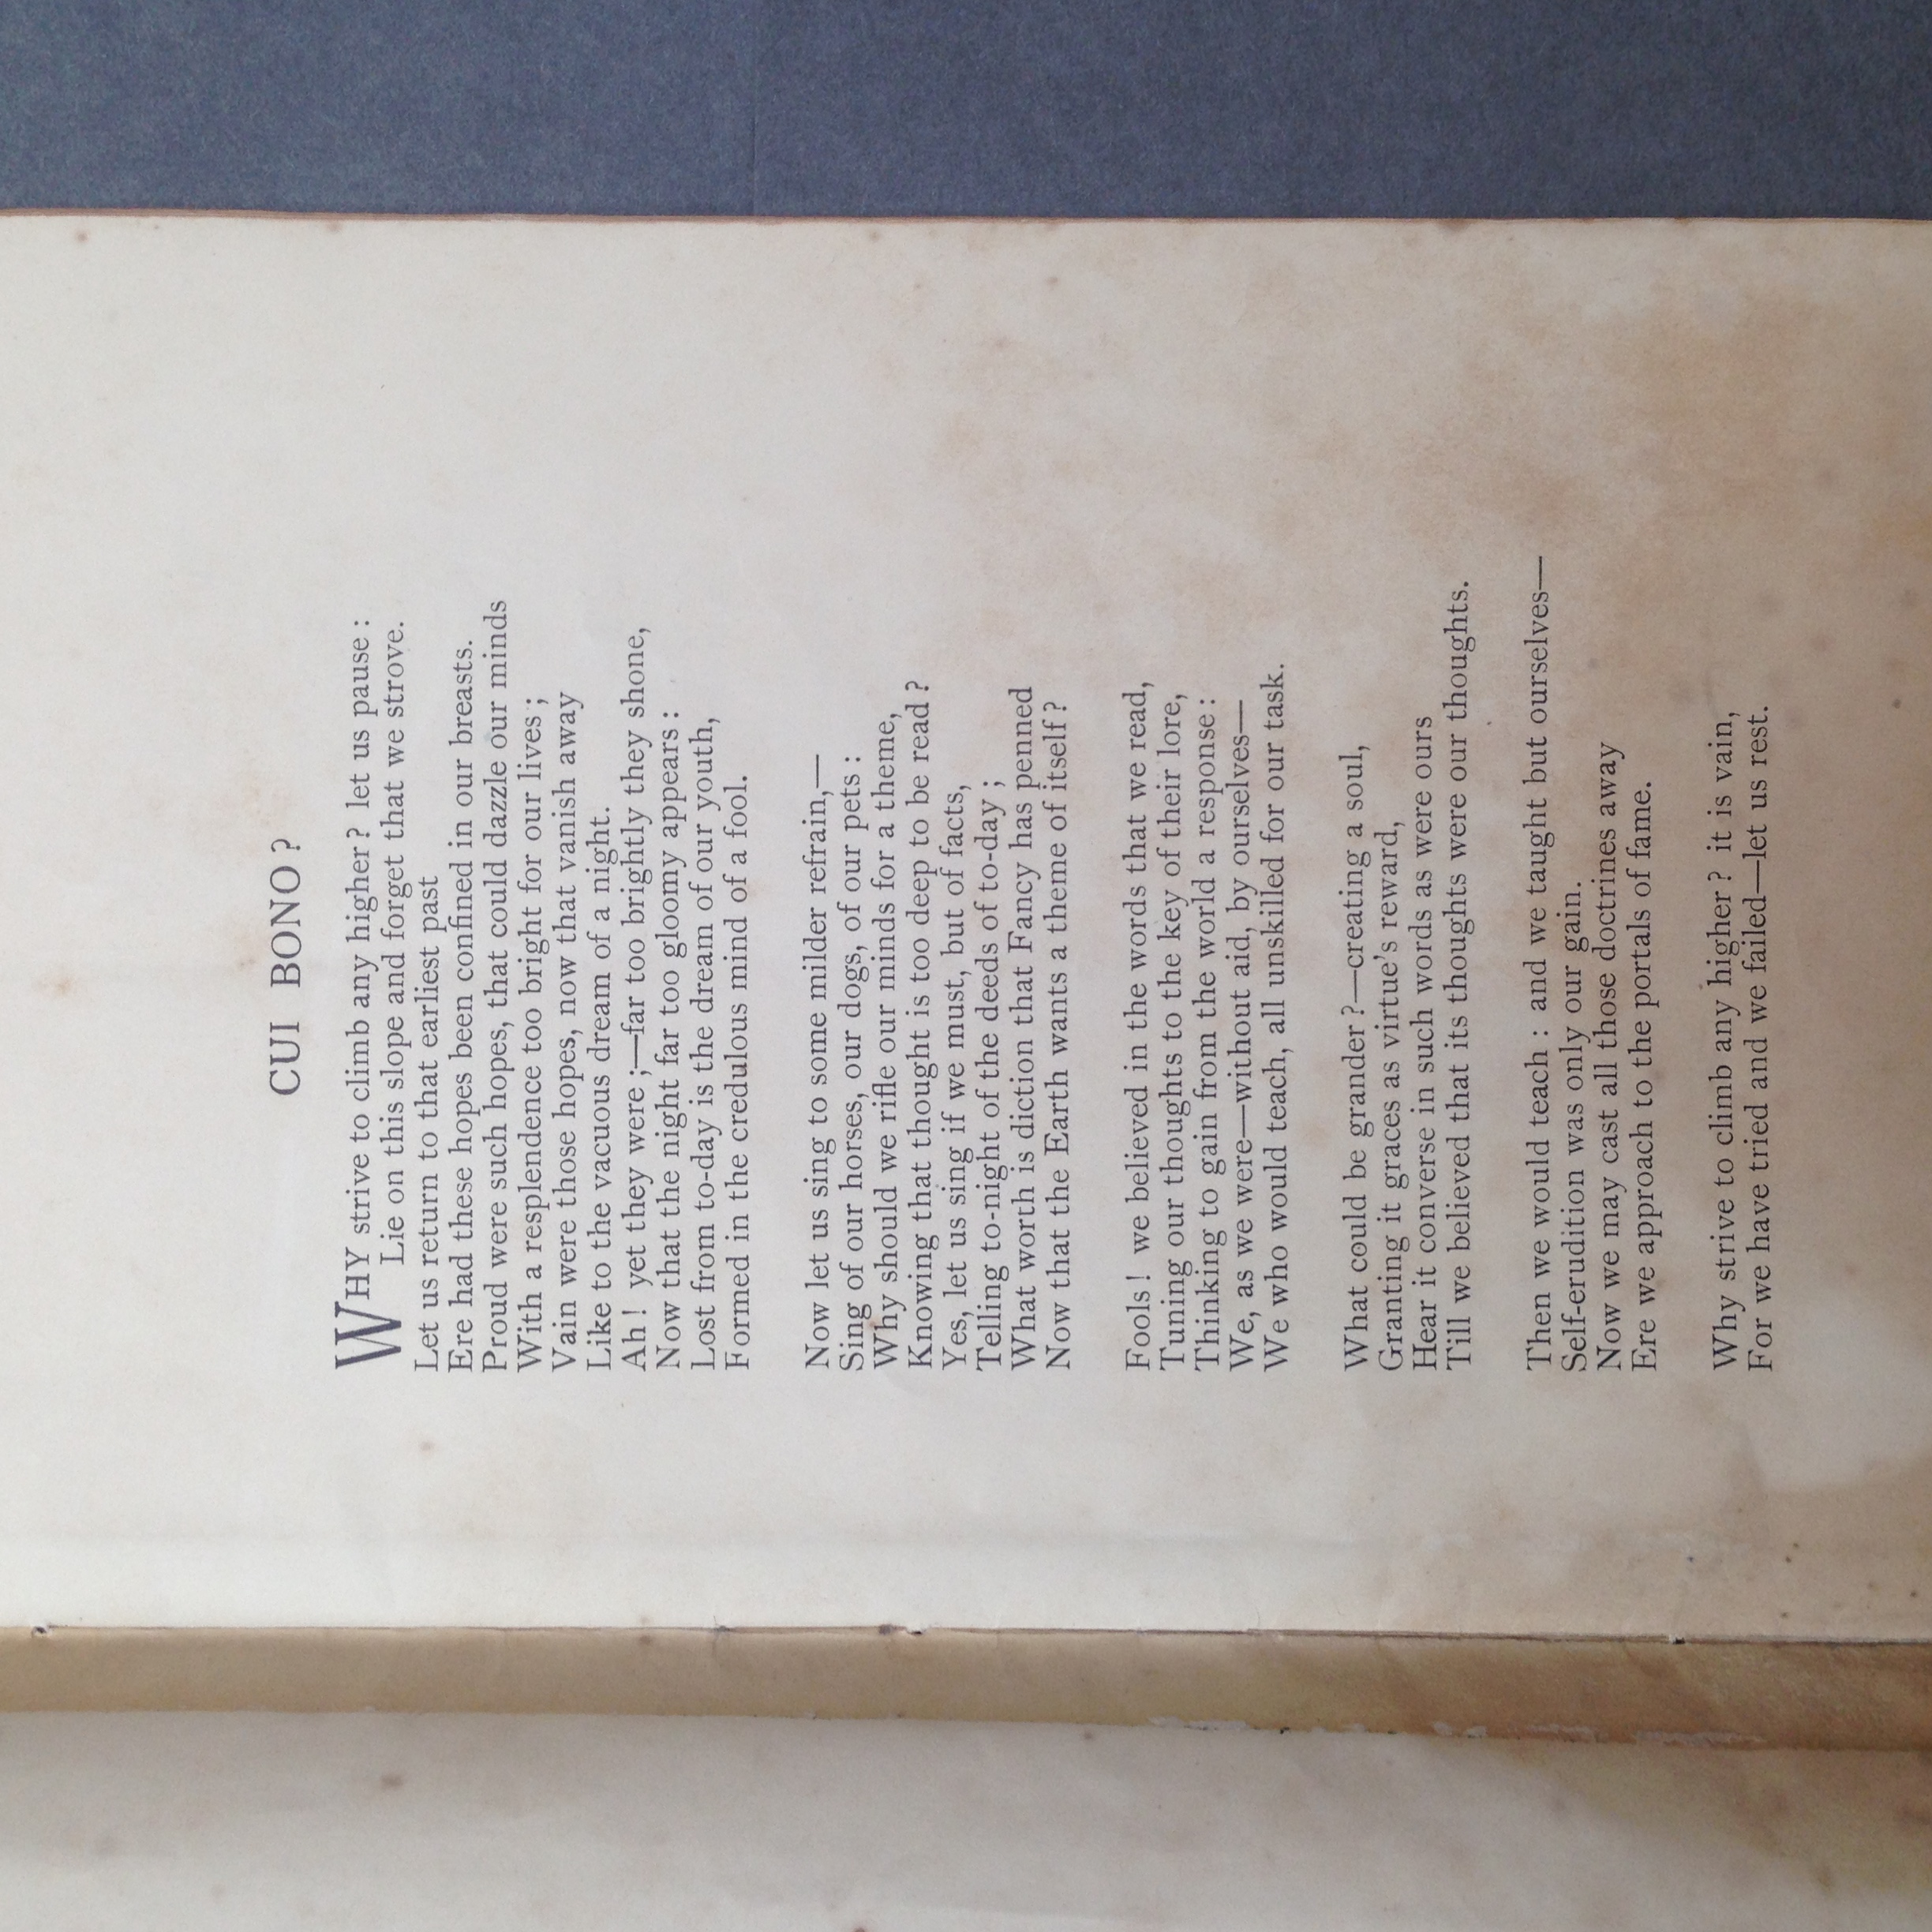 CUI BONO?
WHY strive to climb any higher? let us pause:
Lie on this slope and forget that we strove.
Let us return to that earliest past
Ere had these hopes been confined in our breasts.
Proud were such hopes, that could dazzle our minds
With a resplendence too bright for our lives;
Vain were those hopes, now that vanish away
Like to the vacuous dream of a night.
Ah! yet they were;—far too brightly they shone,
Now that the night far too gloomy appears:
Lost from to-day is the dream of our youth,
Formed in the credulous mind of a fool.
Now let us sing to some milder refrain,—
Sing of our horses, our dogs, of our pets:
Why should we rifle our minds for a theme,
Knowing that thought is too deep to be read?
Yes, let us sing if we must, but of facts,
Telling to-night of the deeds of to-day;
What worth is diction that Fancy has penned
Now that the Earth wants a theme of itself?
Fools! we believed in the words that we read,
Tuning our thoughts to the key of their lore,
Thinking to gain from the world a response:
We, as we were—without aid, by ourselves—
We who would teach, all unskilled for our task.
What could be grander?—creating a soul,
Granting it graces as virtue's reward,
Hear it converse in such words as were ours
Till we believed that its thoughts were our thoughts.
Then we would teach: and we taught but ourselves—
Self-erudition was only our gain.
Now we may cast all those doctrines away
Ere we approach to the portals of fame.
Why strive to climb any higher? it is vain,
For we have tried and we failed—let us rest.